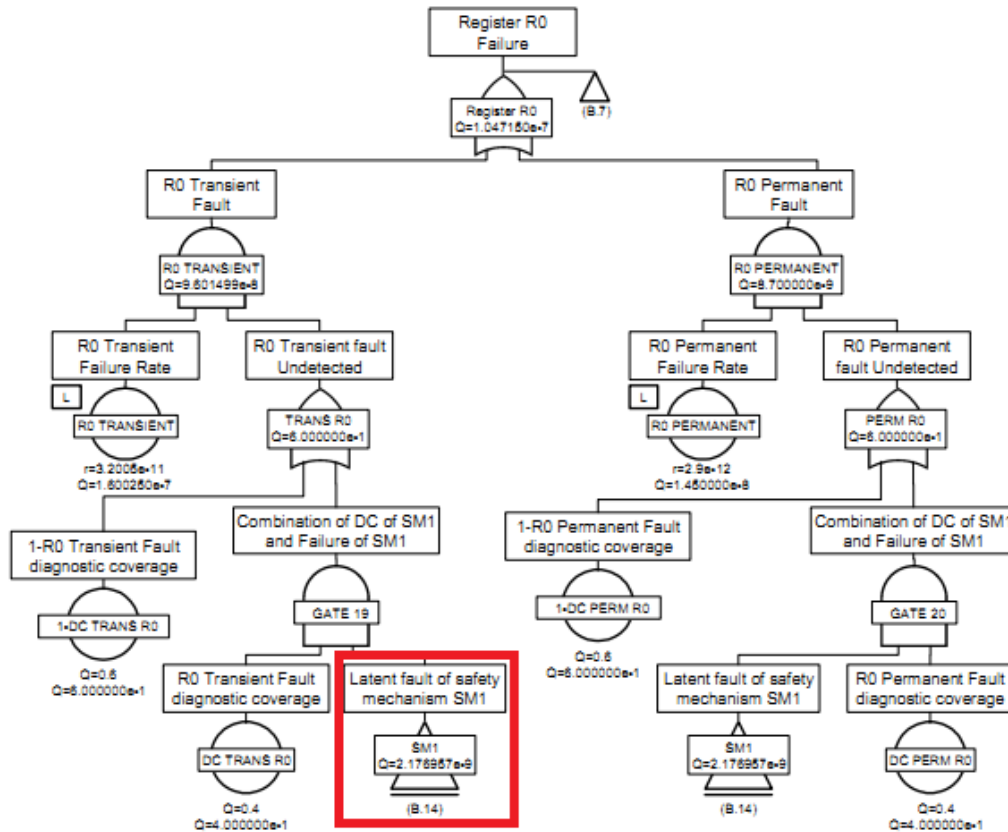 Register R0
Failure
Register R0
Q=1.047150e-7
(B.7)
R0 Transient
Fault
R0 Permanent
Fault
R0 TRANSIENT
Q=9.601499e-8
R0 PERMANENT
Q=8.700000e-9
R0 Transient
Failure Rate
R0 Transient fault
Undetected
R0 Permanent
Failure Rate
R0 Permanent
fault Undetected
L
R0 TRANSIENT
r=3.2005e-11
Q=1.600250e-7
TRANS R0
Q=6.000000e-1
L
R0 PERMANENT
r=2.9e-12
Q=1.450000e-8
PERM R0
Q=6.000000e-1
1-R0 Transient Fault
diagnostic coverage
Combination of DC of SM1
and Failure of SM1
1-R0 Permanent Fault
diagnostic coverage
Combination of DC of SM1
and Failure of SM1
1-DC TRANS R0
Q=0.6
Q=6.000000e-1
GATE 19
1-DC PERM R0
Q=0.6
Q=6.000000e-1
GATE 20
R0 Transient Fault
diagnostic coverage
Latent fault of safety
mechanism SM1
Latent fault of safety
mechanism SM1
R0 Permanent Fault
diagnostic coverage
DC TRANS R0
Q=0.4
Q=4.000000e-1
SM1
Q=2.176957e-9
(B.14)
SM1
Q=2.176957e-9
(B.14)
DC PERM R0
Q=0.4
Q=4.000000e-1